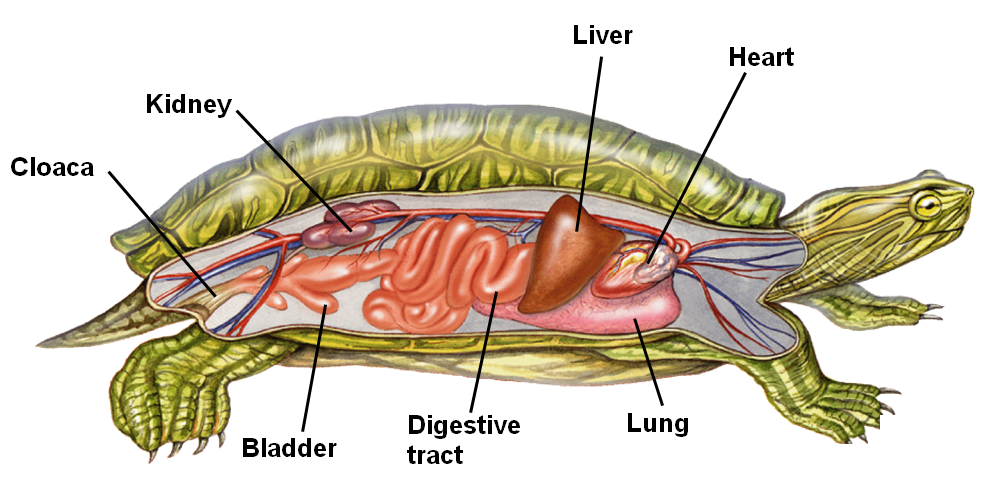 Liver
Heart
Kidney
Cloaca
Bladder
Digestive
tract
Lung